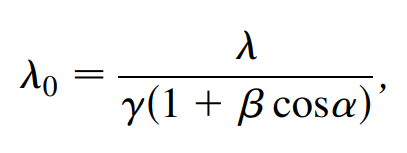 λ₀ = λ / γ(1 + β cosα),